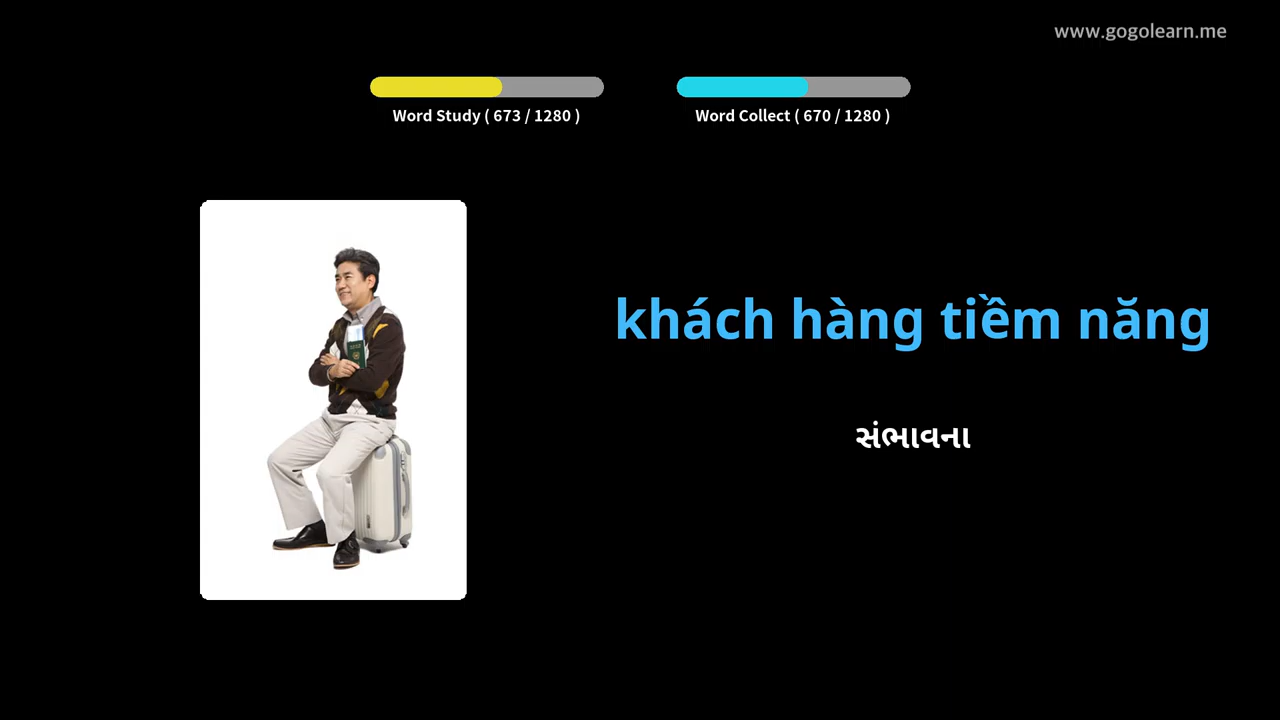 www.gogolearn.me
Word Study ( 673 / 1280 )
Word Collect ( 670 / 1280 )
khách hàng tiềm năng
સંભાવના